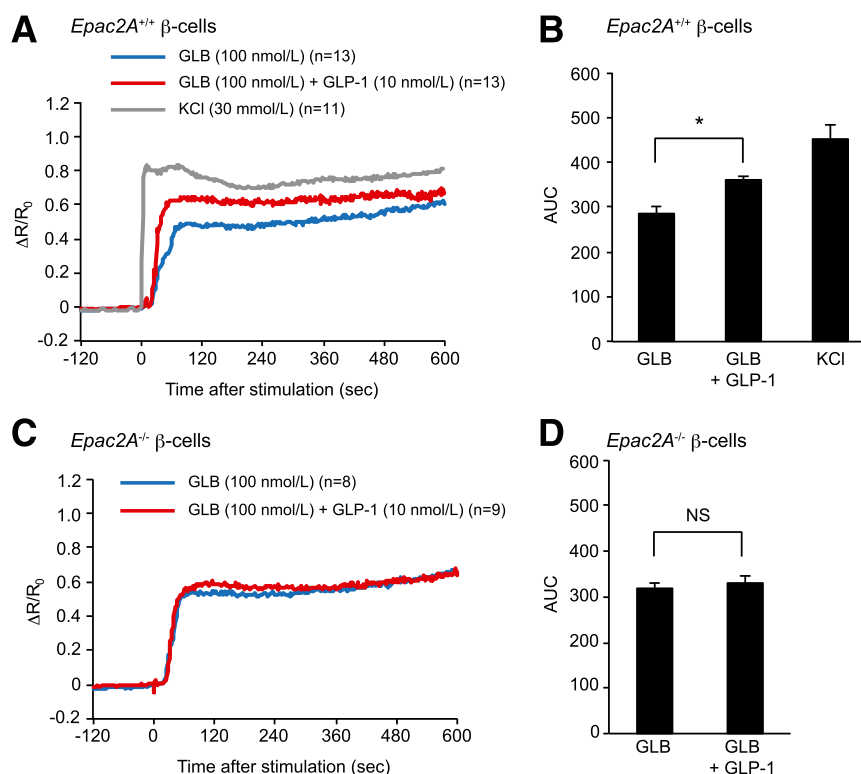 A Epac2A+/+ β-cells
GLB (100 nmol/L) (n=13)
GLB (100 nmol/L) + GLP-1 (10 nmol/L) (n=13)
KCl (30 mmol/L) (n=11)
1.2
1.0
0.8
0.6
0.4
0.2
0
-0.2
ΔR/R0
-120 0 120 240 360 480 600
Time after stimulation (sec)
B Epac2A+/+ β-cells
600
500
400
300
200
100
0
AUC
*
GLB GLB KCl
+ GLP-1
C Epac2A-/- β-cells
GLB (100 nmol/L) (n=8)
GLB (100 nmol/L) + GLP-1 (10 nmol/L) (n=9)
1.2
1.0
0.8
0.6
0.4
0.2
0
-0.2
ΔR/R0
-120 0 120 240 360 480 600
Time after stimulation (sec)
D Epac2A-/- β-cells
600
500
400
300
200
100
0
AUC
NS
GLB GLB
+ GLP-1